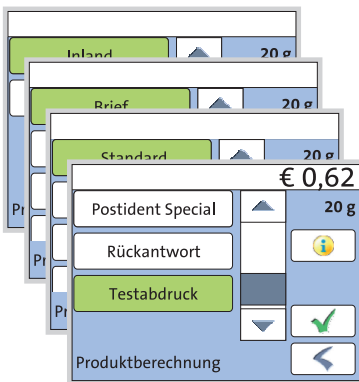 Inland
20 g
Brief
20 g
Standard
20 g
€ 0,62
Postident Special
20 g
Rückantwort
Testabdruck
Produktberechnung